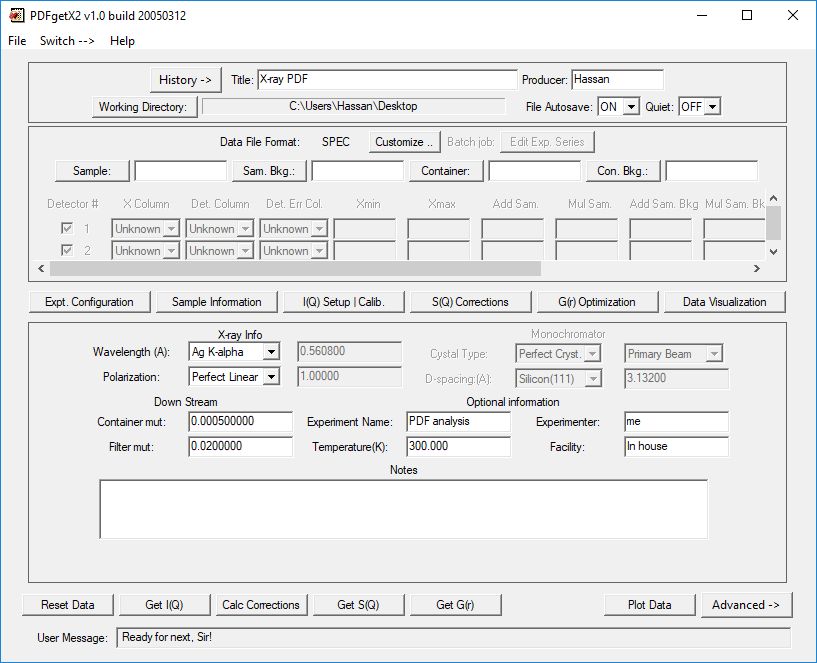 PDFgetX2 v1.0 build 20050312
File Switch --> Help
History -> Title: X-ray PDF Producer: Hassan
Working Directory: C:\Users\Hassan\Desktop File Autosave: ON Quiet: OFF
Data File Format: SPEC Customize .. Batch job: Edit Exp. Series
Sample: Sam. Bkg.: Container: Con. Bkg.:
Detector # X Column Det. Column Det. Err Col. Xmin Xmax Add Sam. Mul Sam. Add Sam. Bkg Mul Sam. Bk
1 Unknown Unknown Unknown
2 Unknown Unknown Unknown
Expt. Configuration Sample Information I(Q) Setup | Calib. S(Q) Corrections G(r) Optimization Data Visualization
X-ray Info Monochromator
Wavelength (A): Ag K-alpha 0.560800 Cystal Type: Perfect Cryst. Primary Beam
Polarization: Perfect Linear 1.00000 D-spacing:(A): Silicon(111) 3.13200
Down Stream Optional information
Container mut: 0.000500000 Experiment Name: PDF analysis Experimenter: me
Filter mut: 0.0200000 Temperature(K): 300.000 Facility: In house
Notes
Reset Data Get I(Q) Calc Corrections Get S(Q) Get G(r) Plot Data Advanced ->
User Message: Ready for next, Sir!